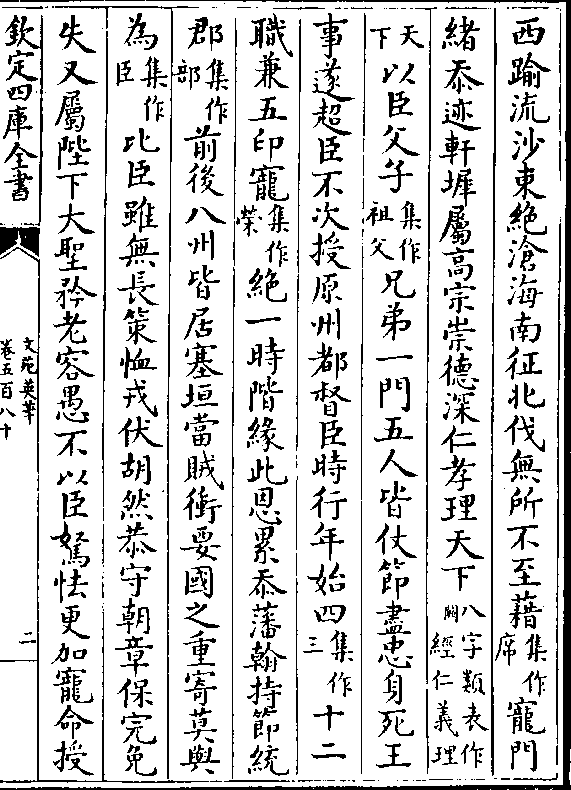 西踰流沙東絶滄海南征北伐無所不至藉集作席寵門
緒忝迹軒墀屬高宗崇德深仁孝理天下八字類表作闕經仁義理
天下以臣父子集作祖父兄弟一門五人皆仗節盡忠身死王
事遂超臣不次授原州都督臣時行年始四集作三十二
職兼五印寵集作榮絶一時階縁此恩累忝藩翰持節統
郡集作部前後八州皆居塞垣當賊衝要國之重寄莫與
為集作臣比臣雖無長策恤戎伏胡然恭守朝章保完免
失又屬陛下大聖矜老容愚不以臣駑怯更加寵命授
欽定四庫全書
文苑英華
卷五百八十
二